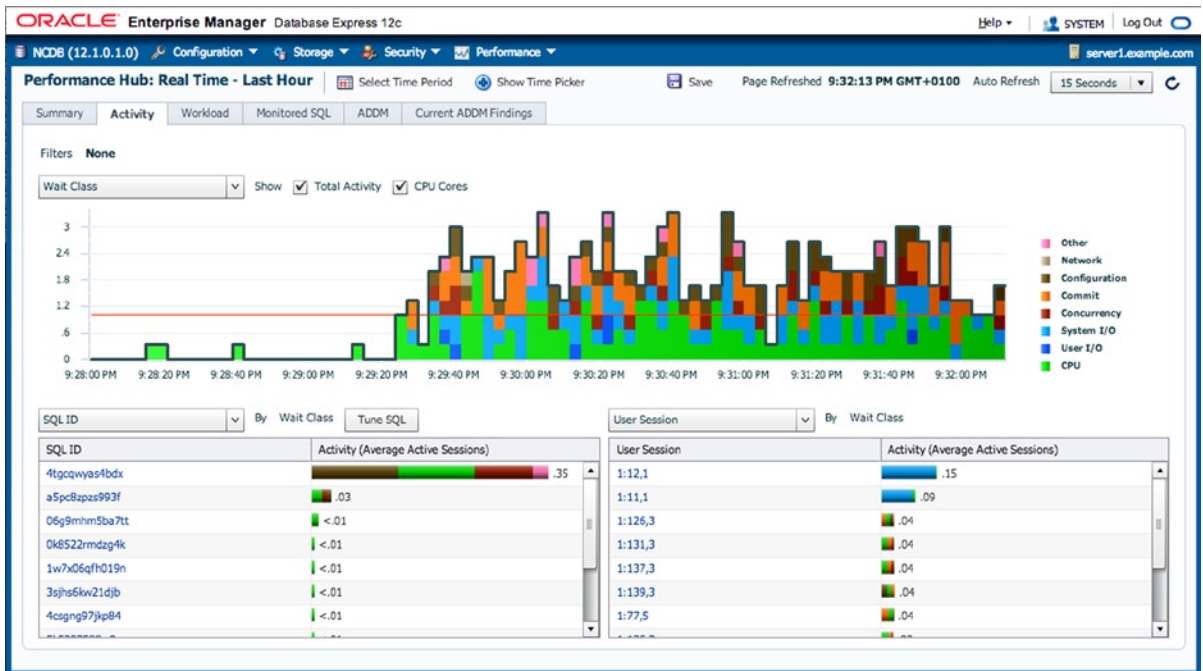 ORACLE Enterprise Manager Database Express 12c Help SYSTEM Log Out
NCDB (12.1.0.1.0) Configuration Storage Security Performance server1.example.com
Performance Hub: Real Time - Last Hour Select Time Period Show Time Picker Save Page Refreshed 9:32:13 PM GMT+0100 Auto Refresh 15 Seconds
Summary Activity Workload Monitored SQL ADDM Current ADDM Findings
Filters None
Wait Class Show Total Activity CPU Cores
3
2.4
1.8
1.2
.6
0
9:28:00 PM 9:28:20 PM 9:28:40 PM 9:29:00 PM 9:29:20 PM 9:29:40 PM 9:30:00 PM 9:30:20 PM 9:30:40 PM 9:31:00 PM 9:31:20 PM 9:31:40 PM 9:32:00 PM
Other
Network
Configuration
Commit
Concurrency
System I/O
User I/O
CPU
SQL ID By Wait Class Tune SQL
SQL ID Activity (Average Active Sessions)
4tgcqwyas4bdx .35
a5pc8zpzs993f .03
06g9mhm5ba7tt <.01
0k8522rmdzg4k <.01
1w7x06qfh019n <.01
3sjhs6kw21djb <.01
4csgng97jkp84 <.01
User Session By Wait Class
User Session Activity (Average Active Sessions)
1:12,1 .15
1:11,1 .09
1:126,3 .04
1:131,3 .04
1:137,3 .04
1:139,3 .04
1:77,5 .04